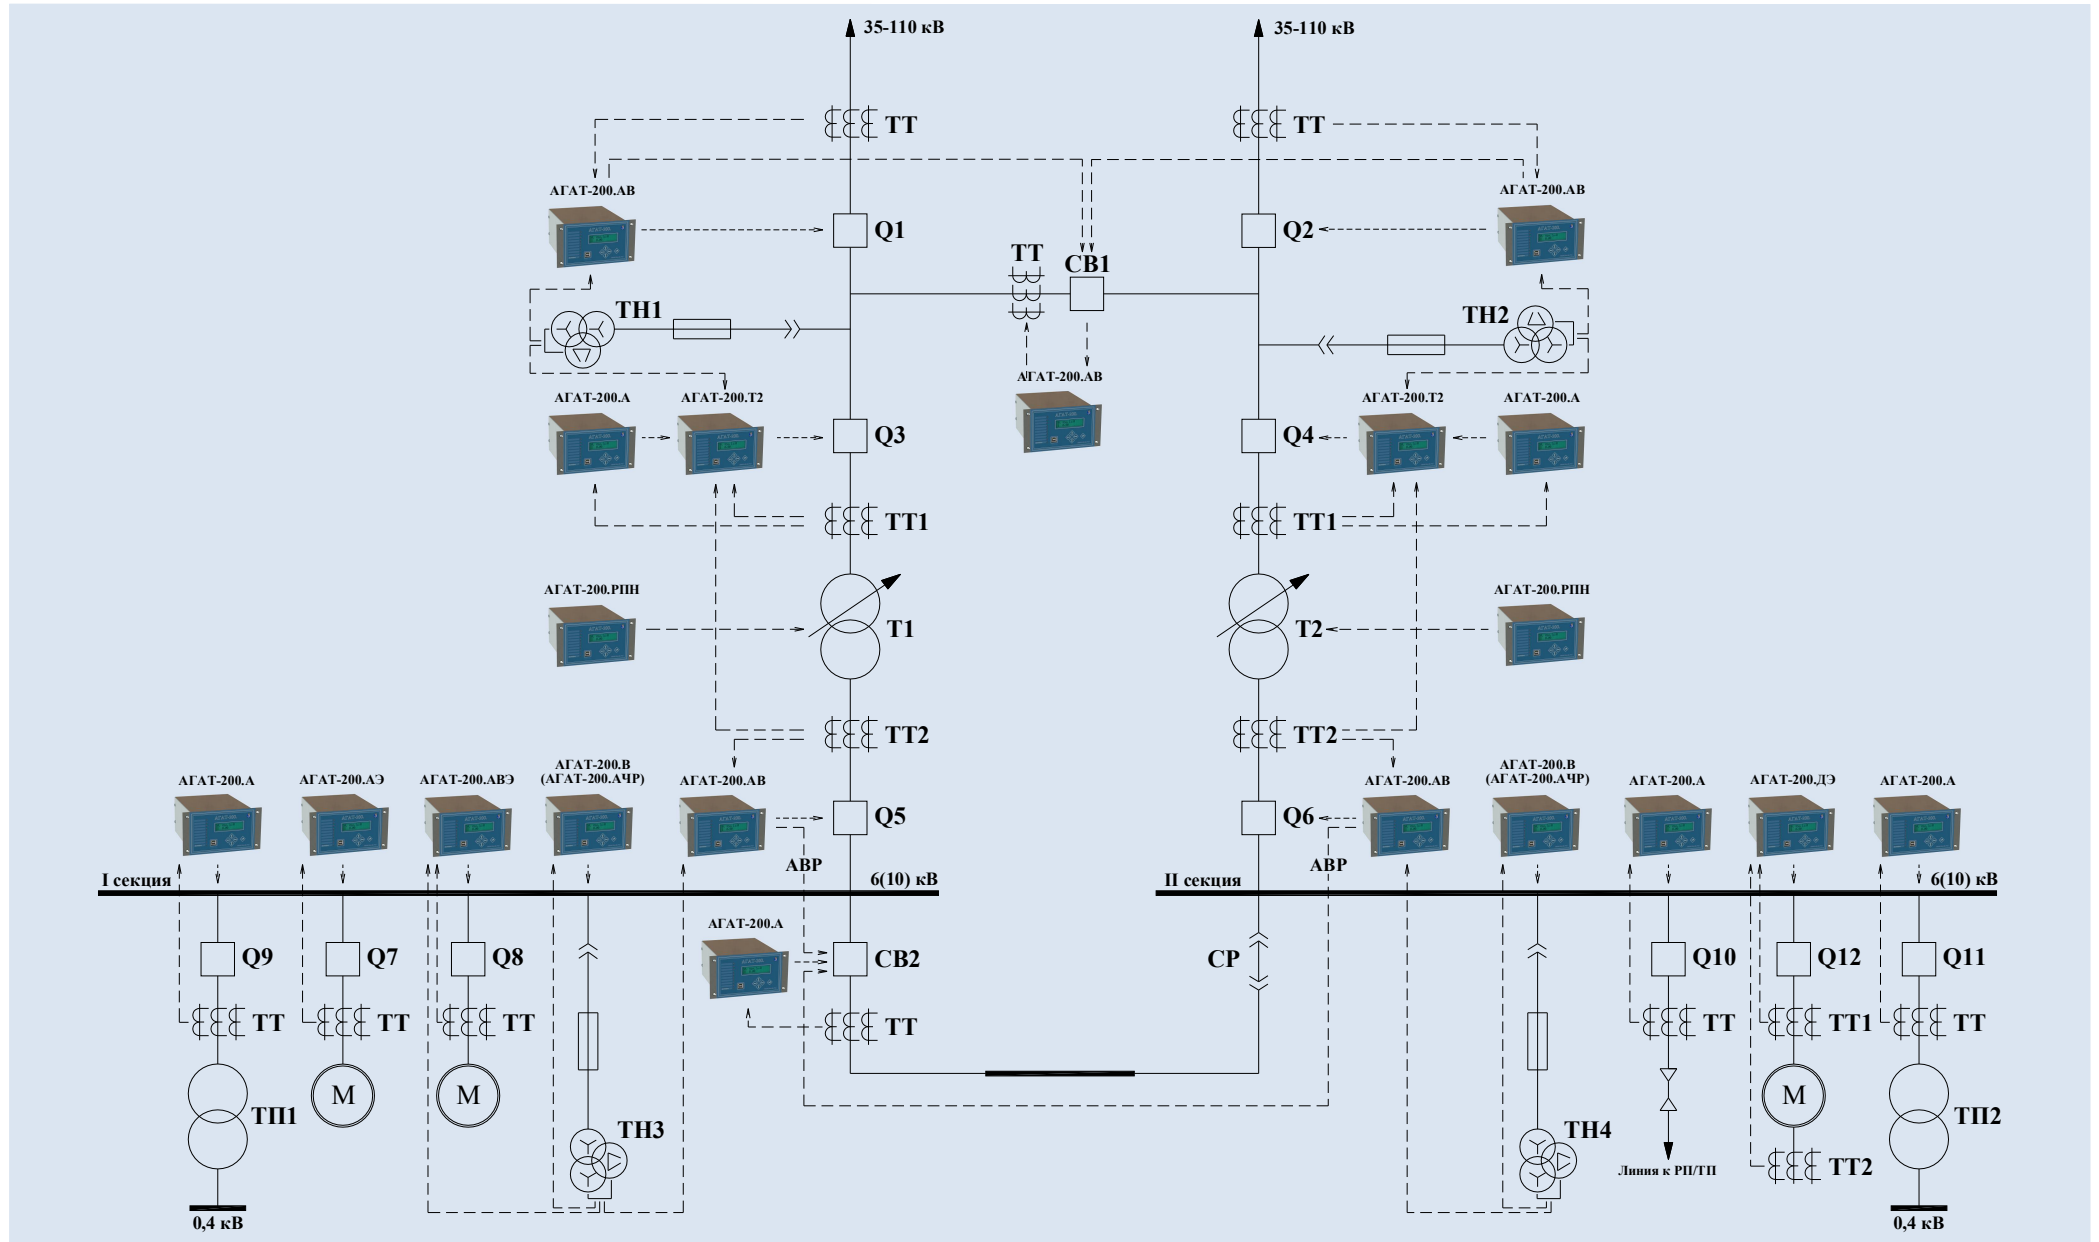 35-110 кВ
35-110 кВ
ТТ
ТТ
АГАТ-200.АВ
АГАТ-200.АВ
Q1
Q2
ТТ
СВ1
ТН1
ТН2
АГАТ-200.АВ
АГАТ-200.А
АГАТ-200.Т2
АГАТ-200.Т2
АГАТ-200.А
Q3
Q4
ТТ1
ТТ1
АГАТ-200.РПН
АГАТ-200.РПН
Т1
Т2
ТТ2
ТТ2
АГАТ-200.А
АГАТ-200.АЭ
АГАТ-200.АВЭ
АГАТ-200.В
(АГАТ-200.АЧР)
АГАТ-200.АВ
АГАТ-200.АВ
АГАТ-200.В
(АГАТ-200.АЧР)
АГАТ-200.А
АГАТ-200.ДЭ
АГАТ-200.А
Q5
Q6
АВР
АВР
I секция
6(10) кВ
II секция
6(10) кВ
АГАТ-200.А
Q9
Q7
Q8
СВ2
СР
Q10
Q12
Q11
ТТ
ТТ
ТТ
ТТ
ТТ
ТТ1
ТТ
М
М
М
ТП1
ТН3
ТН4
ТП2
Линия к РП/ТП
ТТ2
0,4 кВ
0,4 кВ